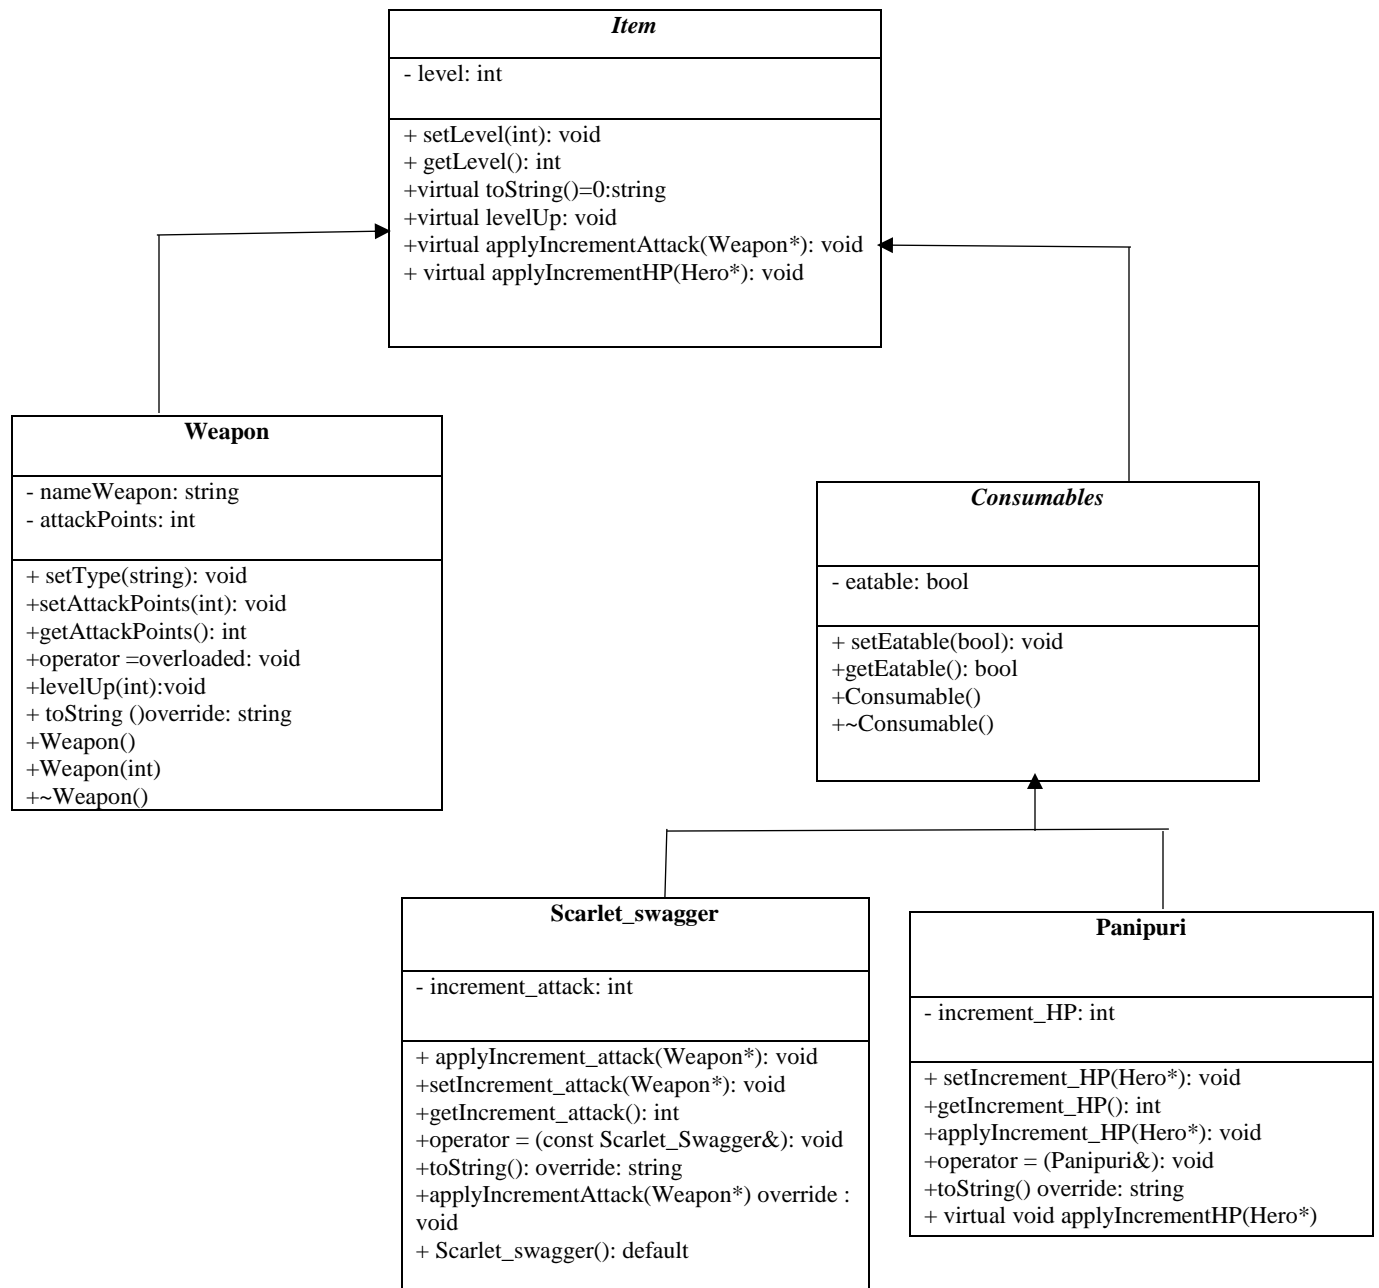 Item
- level: int
+ setLevel(int): void
+ getLevel(): int
+virtual toString()=0:string
+virtual levelUp: void
+virtual applyIncrementAttack(Weapon*): void
+ virtual applyIncrementHP(Hero*): void
Weapon
- nameWeapon: string
- attackPoints: int
+ setType(string): void
+setAttackPoints(int): void
+getAttackPoints(): int
+operator =overloaded: void
+levelUp(int):void
+ toString ()override: string
+Weapon()
+Weapon(int)
+~Weapon()
Consumables
- eatable: bool
+ setEatable(bool): void
+getEatable(): bool
+Consumable()
+~Consumable()
Scarlet_swagger
- increment_attack: int
+ applyIncrement_attack(Weapon*): void
+setIncrement_attack(Weapon*): void
+getIncrement_attack(): int
+operator = (const Scarlet_Swagger&): void
+toString(): override: string
+applyIncrementAttack(Weapon*) override :
void
+ Scarlet_swagger(): default
Panipuri
- increment_HP: int
+ setIncrement_HP(Hero*): void
+getIncrement_HP(): int
+applyIncrement_HP(Hero*): void
+operator = (Panipuri&): void
+toString() override: string
+ virtual void applyIncrementHP(Hero*)